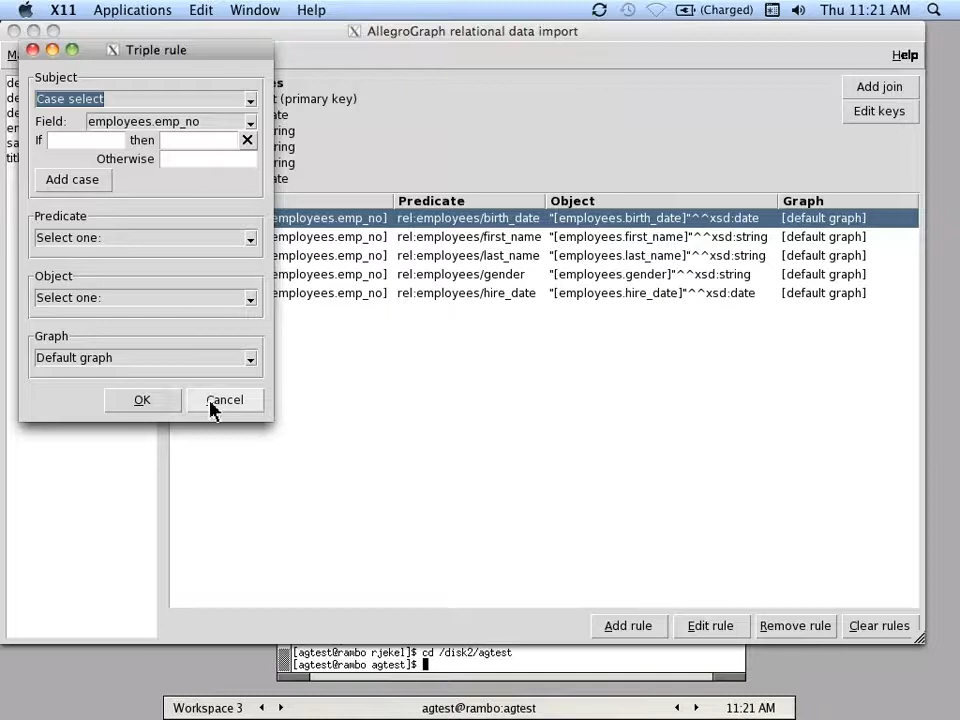 X11 Applications Edit Window Help (Charged) Thu 11:21 AM
AllegroGraph relational data import
Triple rule
Help
Subject
Case select
Field: employees.emp_no
If then
Otherwise
Add case
Predicate
Select one:
Object
Select one:
Graph
Default graph
OK Cancel
(primary key)
Add join
Edit keys
Predicate Object Graph
employees.emp_no] rel:employees/birth_date "[employees.birth_date]"^^xsd:date [default graph]
employees.emp_no] rel:employees/first_name "[employees.first_name]"^^xsd:string [default graph]
employees.emp_no] rel:employees/last_name "[employees.last_name]"^^xsd:string [default graph]
employees.emp_no] rel:employees/gender "[employees.gender]"^^xsd:string [default graph]
employees.emp_no] rel:employees/hire_date "[employees.hire_date]"^^xsd:date [default graph]
Add rule Edit rule Remove rule Clear rules
[agtest@rambo rjekel]$ cd /disk2/agtest
[agtest@rambo agtest]$
Workspace 3 agtest@rambo:agtest 11:21 AM